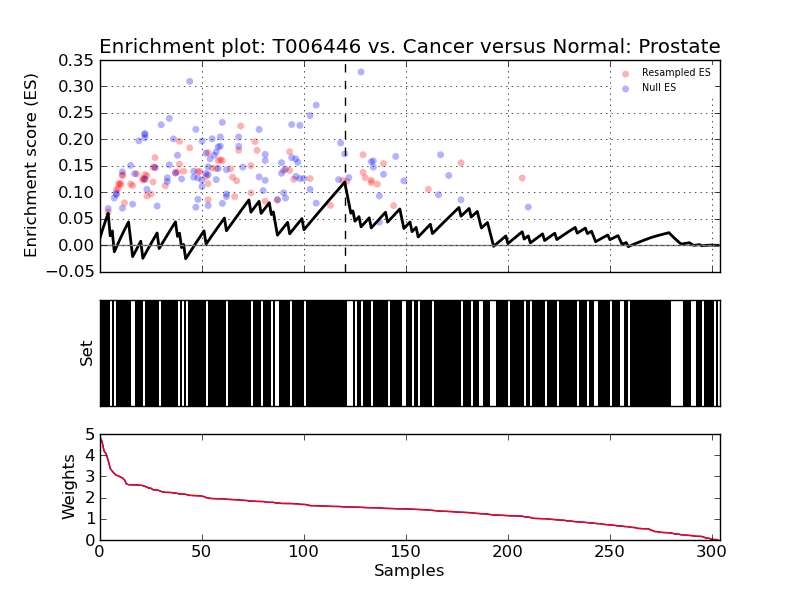 Enrichment plot: T006446 vs. Cancer versus Normal: Prostate
Enrichment score (ES)
0.35
0.30
0.25
0.20
0.15
0.10
0.05
0.00
−0.05
Resampled ES
Null ES
Set
Weights
5
4
3
2
1
0
0 50 100 150 200 250 300
Samples